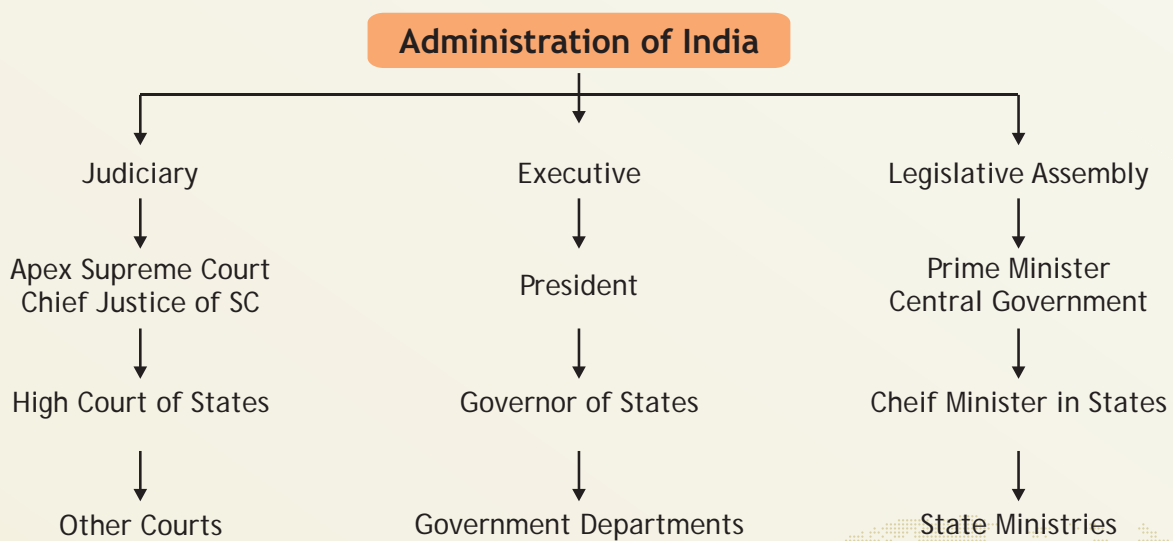 Administration of India
Judiciary
Executive
Legislative Assembly
Apex Supreme Court
Chief Justice of SC
President
Prime Minister
Central Government
High Court of States
Governor of States
Cheif Minister in States
Other Courts
Government Departments
State Ministries